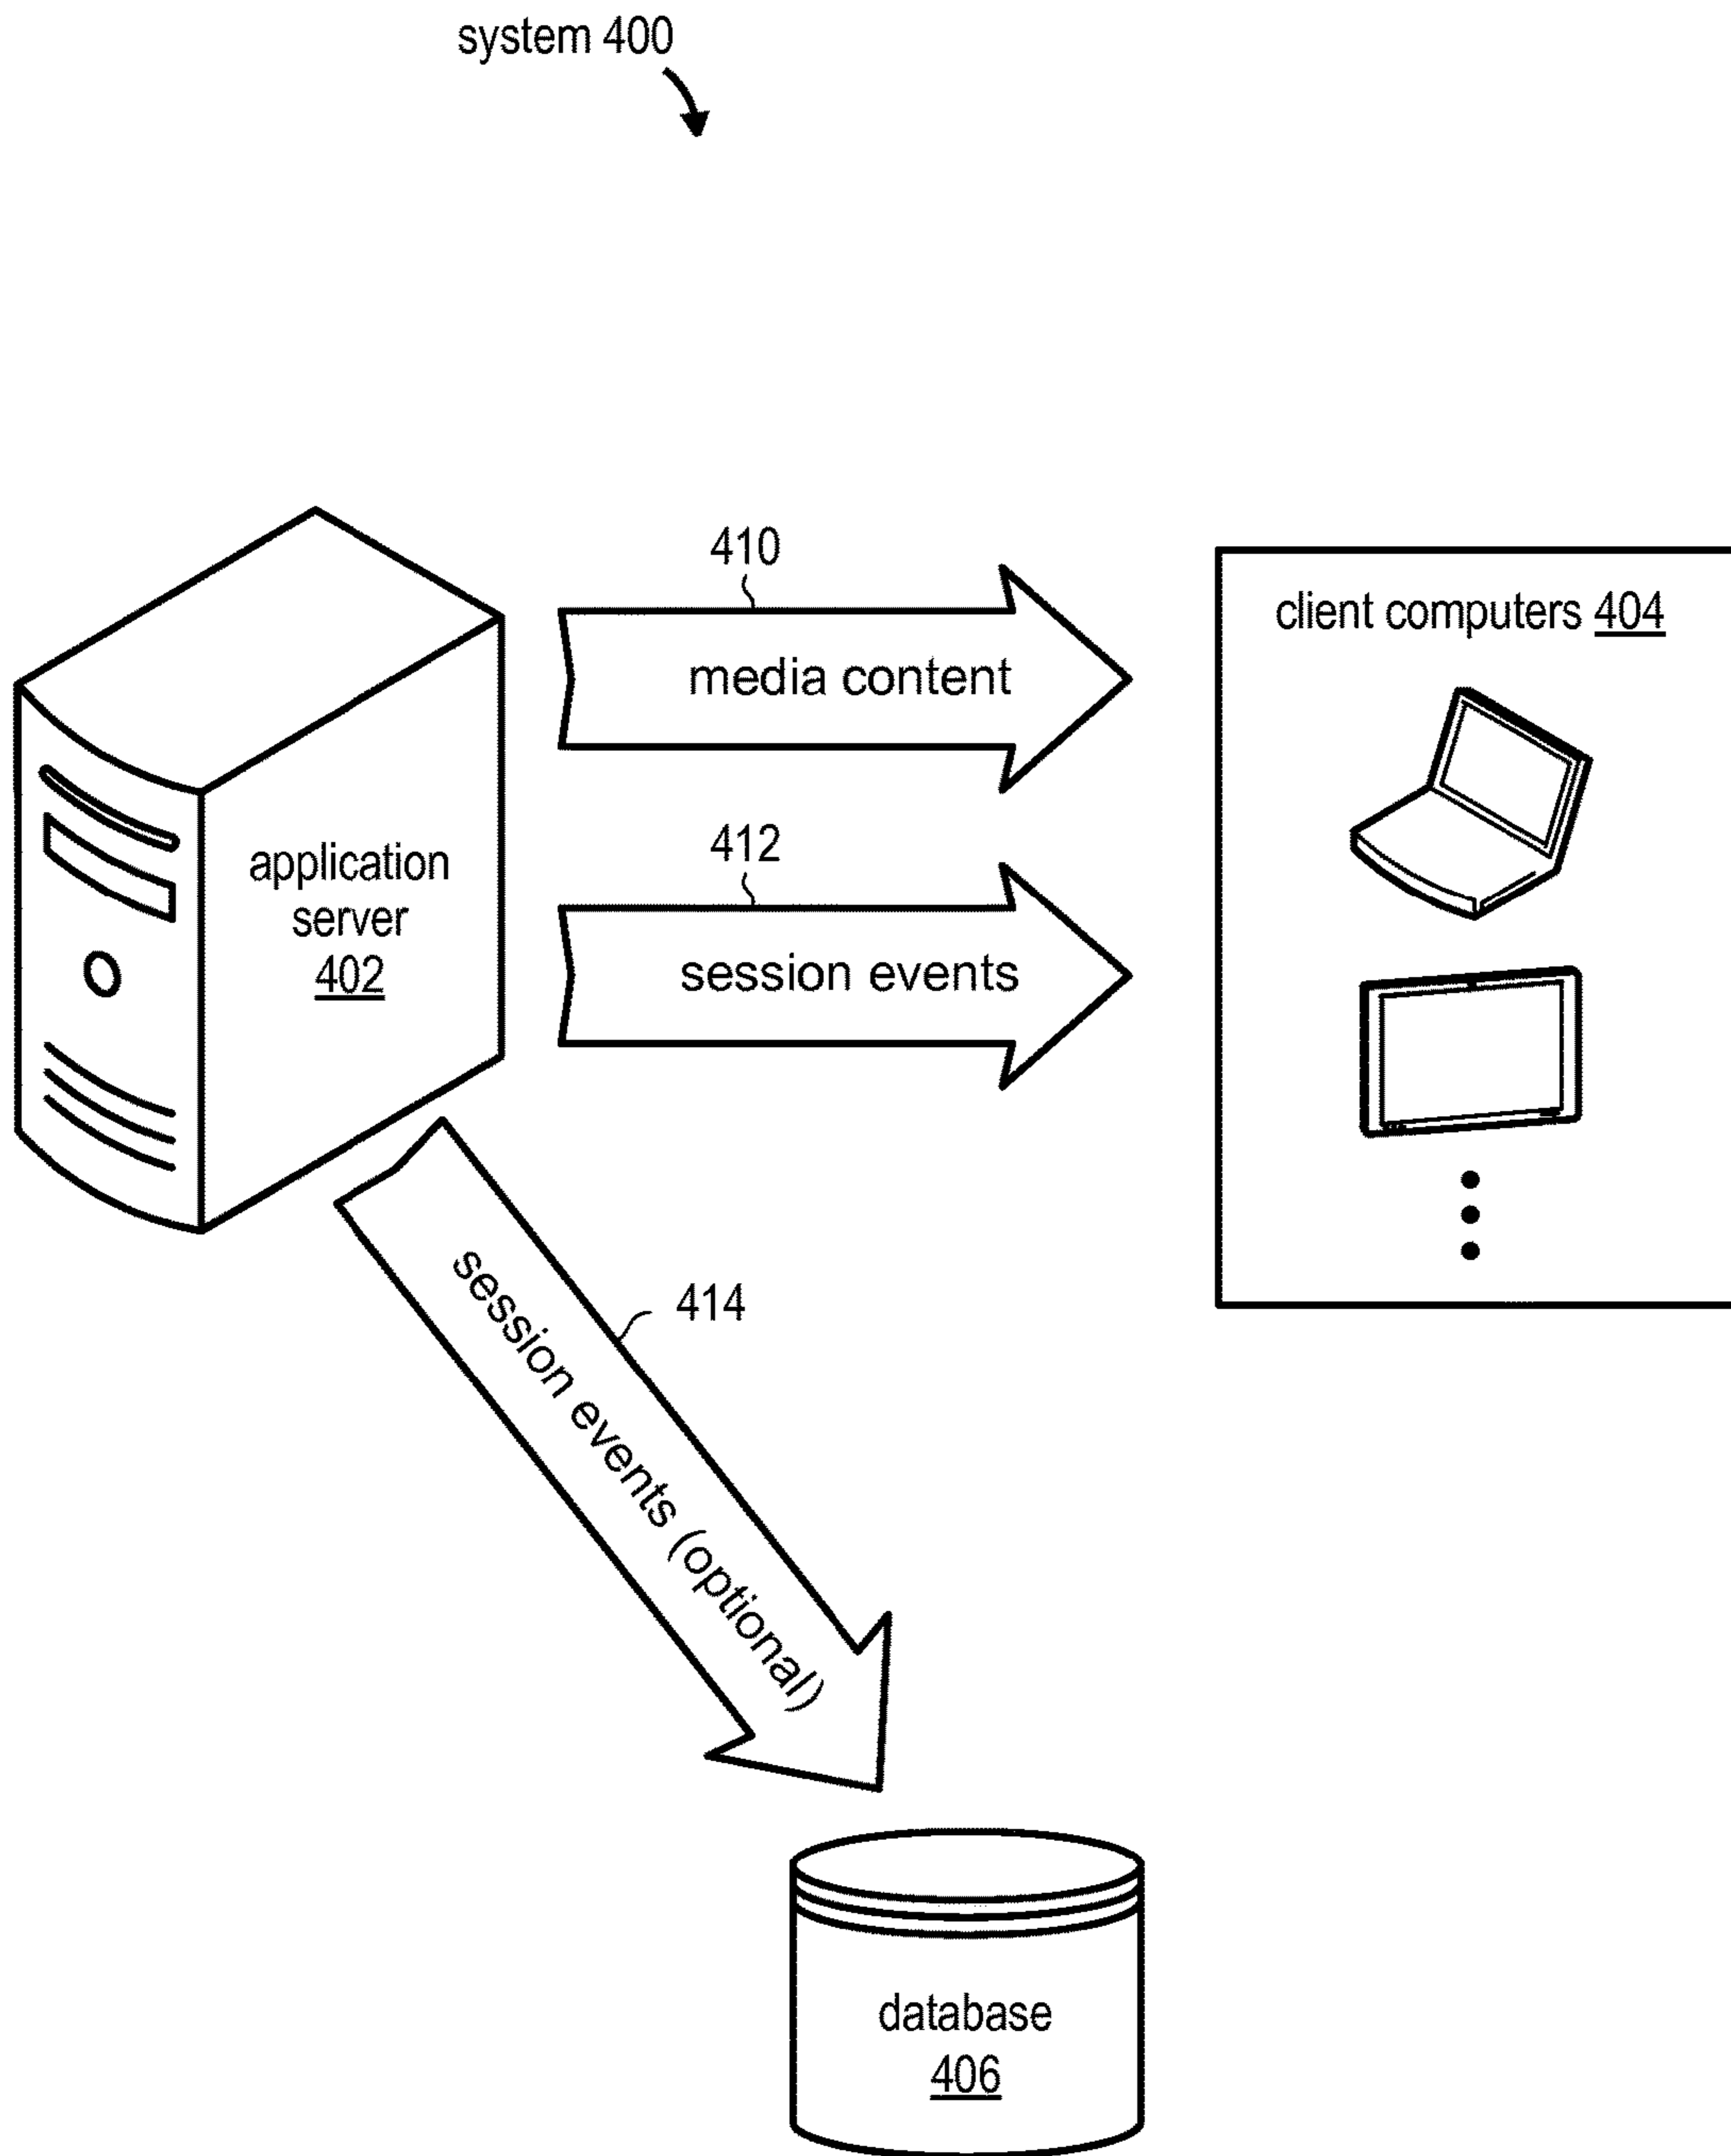 system 400
410
media content
client computers 404
412
application
server
402
session events
414
session events (optional)
database
406